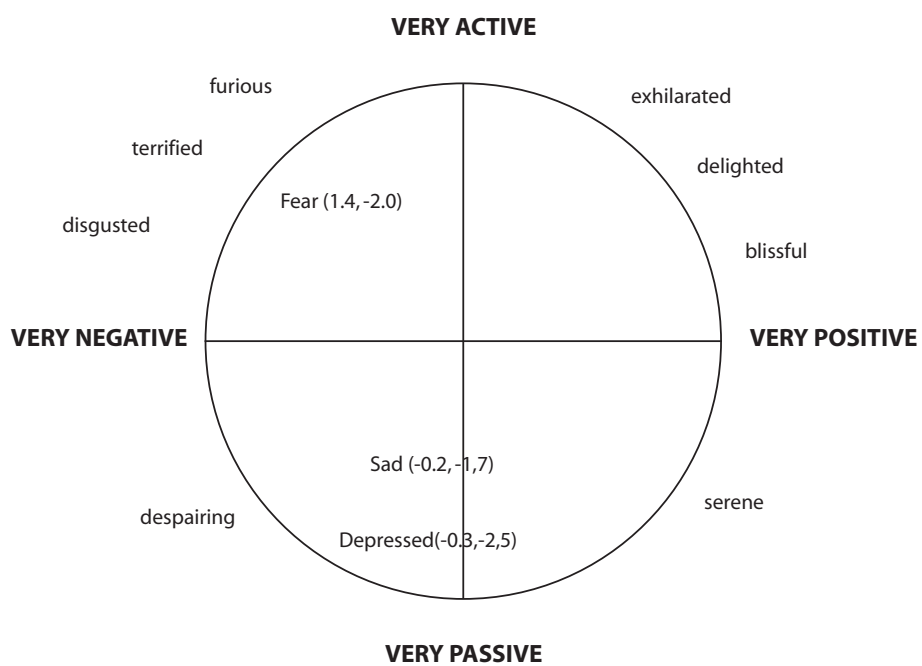 VERY ACTIVE
furious
exhilarated
terrified
delighted
Fear (1.4, -2.0)
disgusted
blissful
VERY NEGATIVE
VERY POSITIVE
Sad (-0.2, -1,7)
serene
despairing
Depressed(-0.3,-2,5)
VERY PASSIVE